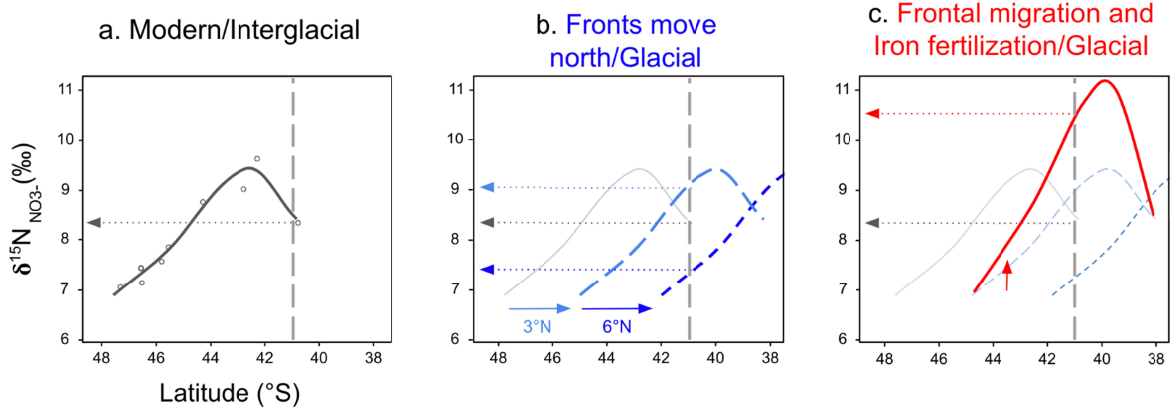 a. Modern/Interglacial
b. Fronts move
north/Glacial
c. Frontal migration and
Iron fertilization/Glacial
δ¹⁵N NO3- (‰)
11
10
9
8
7
6
48 46 44 42 40 38
Latitude (°S)
11
10
9
8
7
6
3°N 6°N
48 46 44 42 40 38
11
10
9
8
7
6
48 46 44 42 40 38